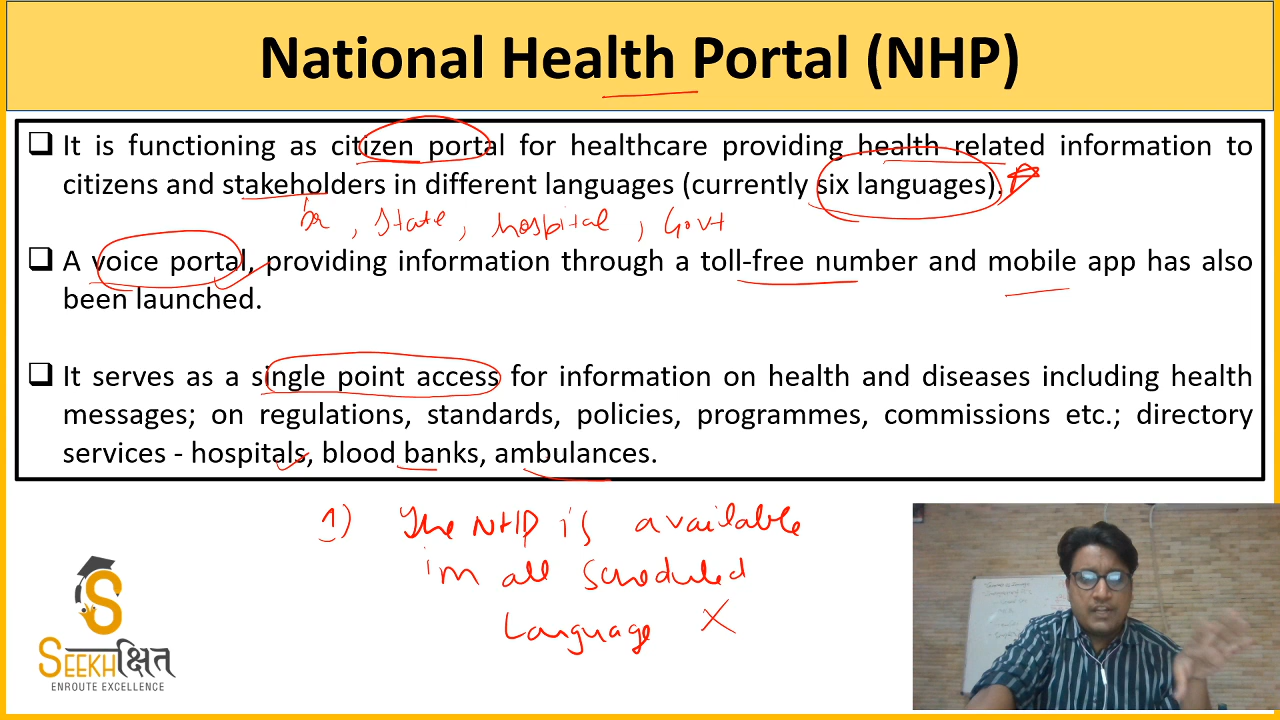 National Health Portal (NHP)
It is functioning as citizen portal for healthcare providing health related information to
citizens and stakeholders in different languages (currently six languages).
, State, hospital, Govt
A voice portal, providing information through a toll-free number and mobile app has also
been launched.
It serves as a single point access for information on health and diseases including health
messages; on regulations, standards, policies, programmes, commissions etc.; directory
services - hospitals, blood banks, ambulances.
1) The NHP is available
in all scheduled
Language X
S
SEEKHक्षित
ENROUTE EXCELLENCE